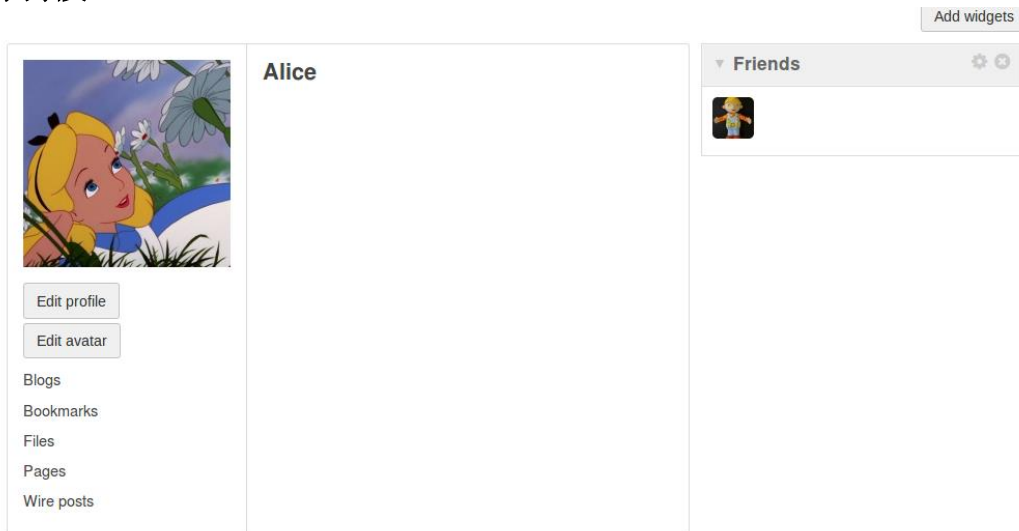 Add widgets
Alice
Friends
Edit profile
Edit avatar
Blogs
Bookmarks
Files
Pages
Wire posts